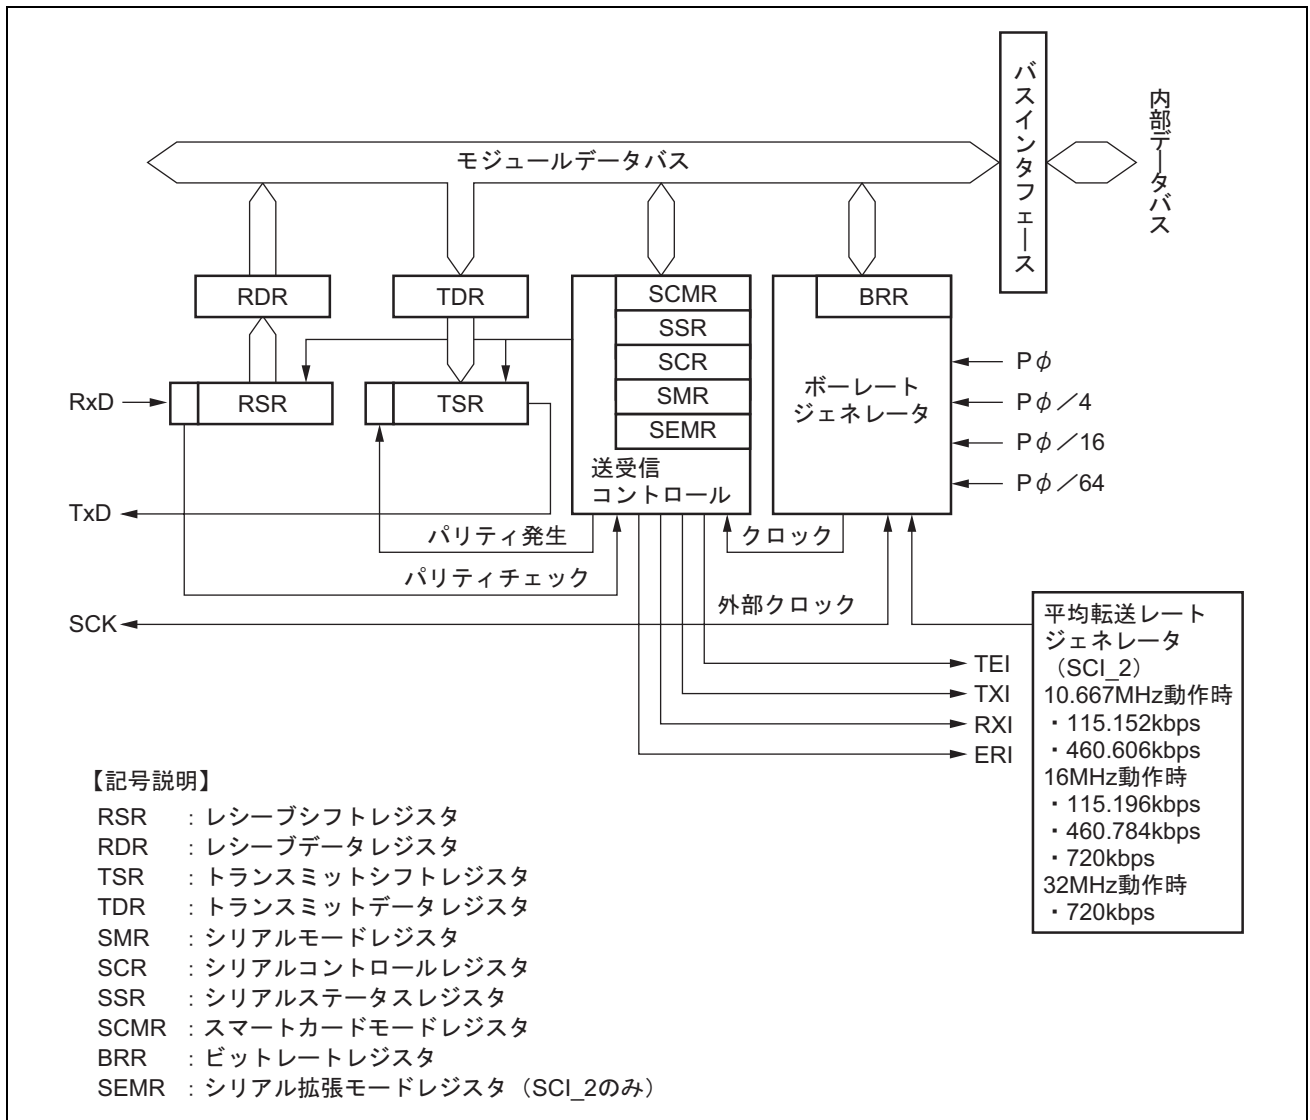 バスインタフェース
内部データバス
モジュールデータバス
RDR
TDR
SCMR
BRR
SSR
SCR
SMR
SEMR
送受信
コントロール
ボーレート
ジェネレータ
Pφ
Pφ／4
Pφ／16
Pφ／64
RxD
RSR
TSR
TxD
パリティ発生
クロック
パリティチェック
外部クロック
SCK
平均転送レート
ジェネレータ
（SCI_2）
10.667MHz動作時
・115.152kbps
・460.606kbps
16MHz動作時
・115.196kbps
・460.784kbps
・720kbps
32MHz動作時
・720kbps
TEI
TXI
RXI
ERI
【記号説明】
RSR ：レシーブシフトレジスタ
RDR ：レシーブデータレジスタ
TSR ：トランスミットシフトレジスタ
TDR ：トランスミットデータレジスタ
SMR ：シリアルモードレジスタ
SCR ：シリアルコントロールレジスタ
SSR ：シリアルステータスレジスタ
SCMR ：スマートカードモードレジスタ
BRR ：ビットレートレジスタ
SEMR ：シリアル拡張モードレジスタ（SCI_2のみ）